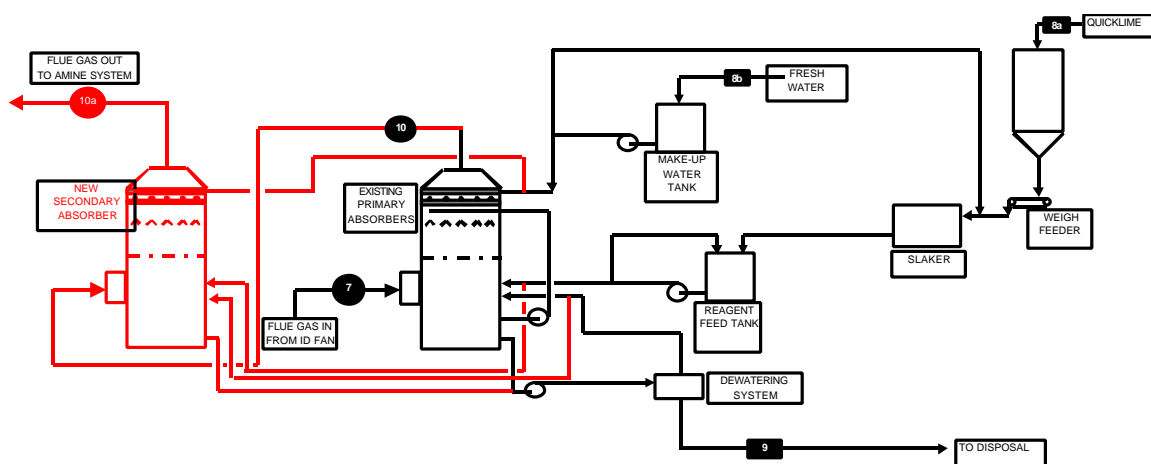 8a
QUICKLIME
FLUE GAS OUT
TO AMINE SYSTEM
8b
FRESH
WATER
10a
10
MAKE-UP
WATER
TANK
NEW
SECONDARY
ABSORBER
EXISTING
PRIMARY
ABSORBERS
WEIGH
FEEDER
SLAKER
7
REAGENT
FEED TANK
FLUE GAS IN
FROM ID FAN
DEWATERING
SYSTEM
9
TO DISPOSAL